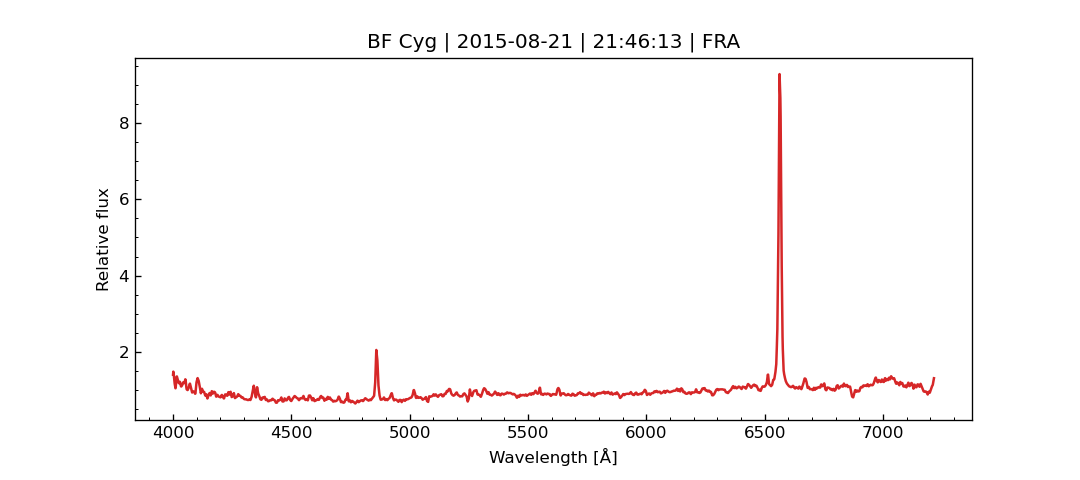 BF Cyg | 2015-08-21 | 21:46:13 | FRA
Relative flux
8
6
4
2
4000 4500 5000 5500 6000 6500 7000
Wavelength [Å]